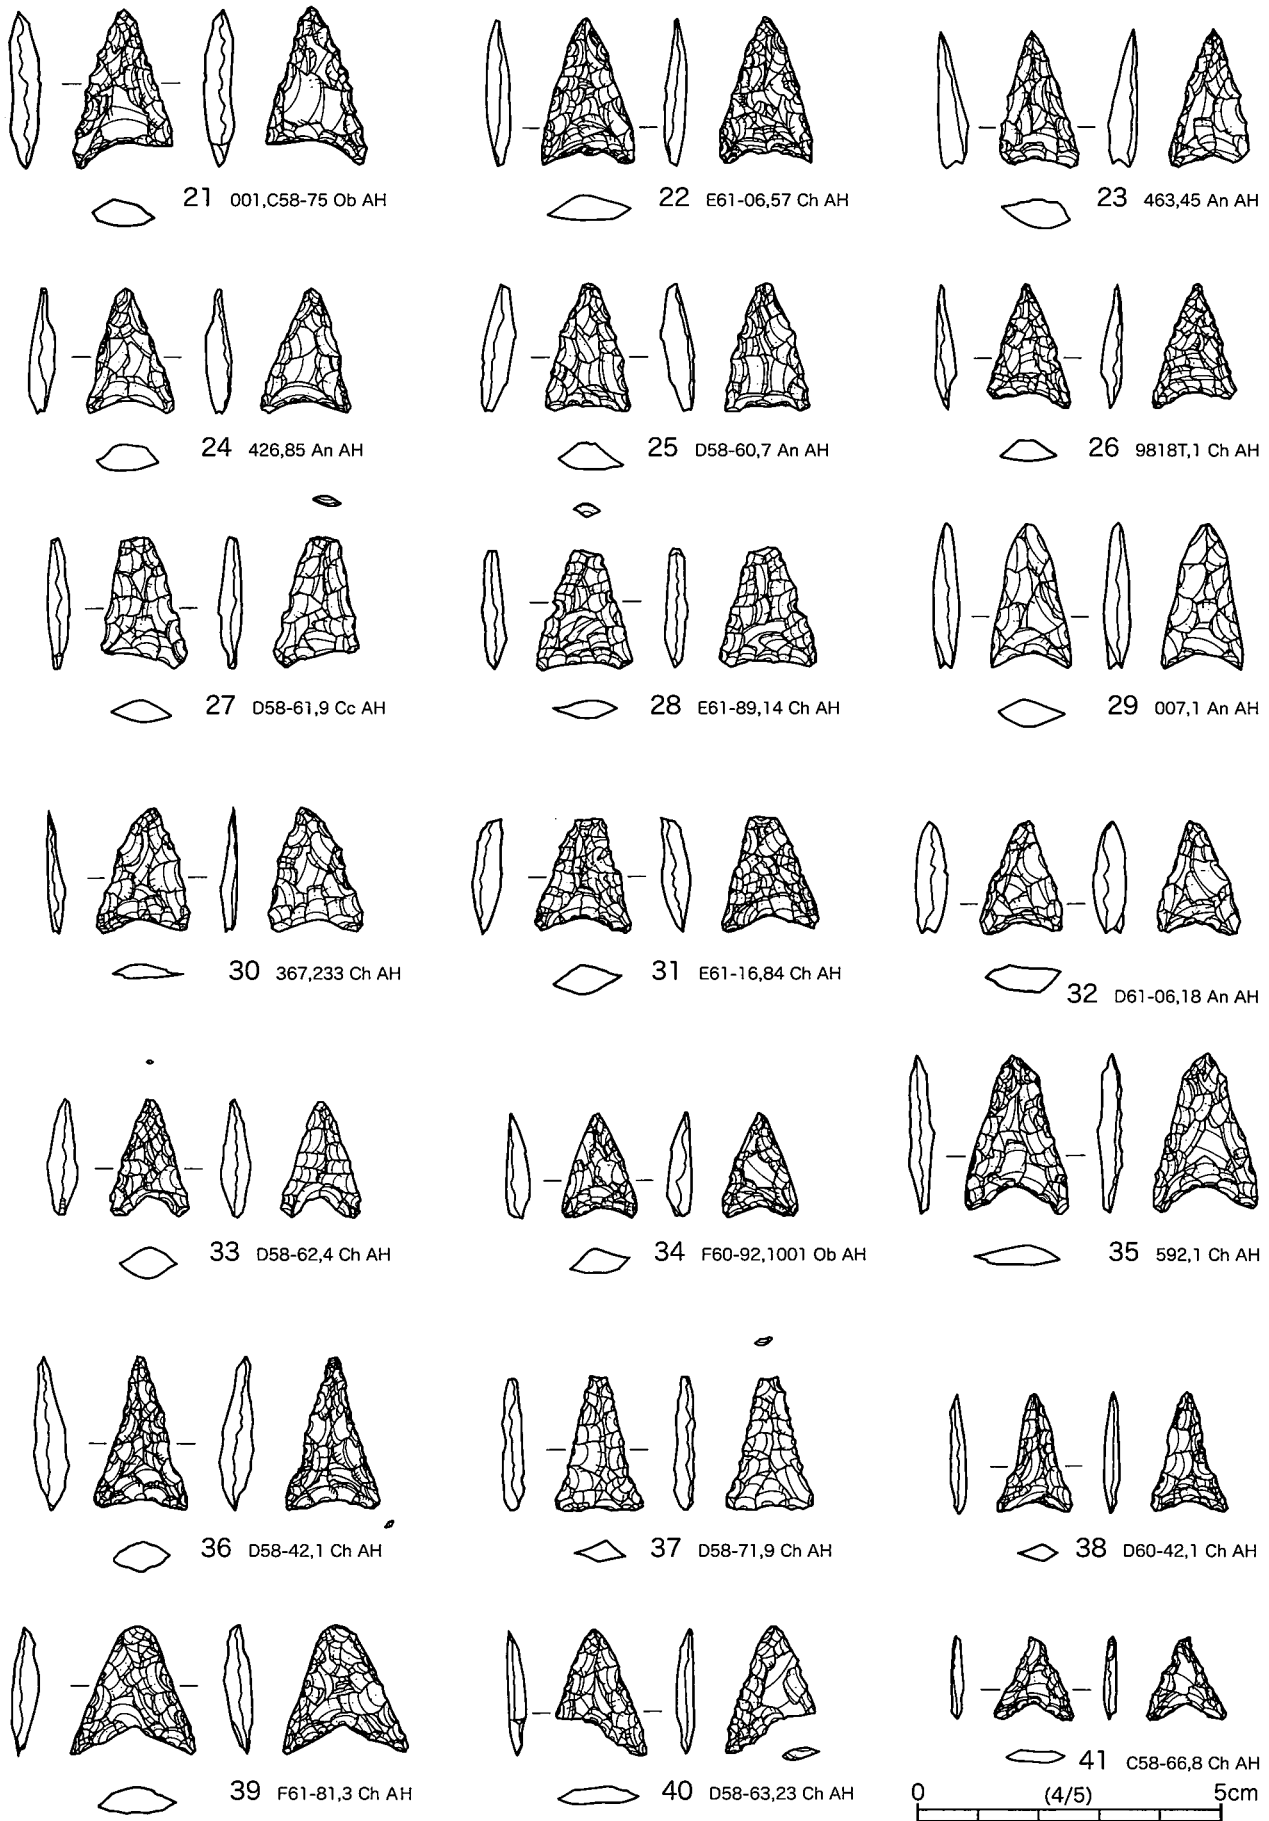 21 001,C58-75 Ob AH
22 E61-06,57 Ch AH
23 463,45 An AH
24 426,85 An AH
25 D58-60,7 An AH
26 9818T,1 Ch AH
27 D58-61,9 Cc AH
28 E61-89,14 Ch AH
29 007,1 An AH
30 367,233 Ch AH
31 E61-16,84 Ch AH
32 D61-06,18 An AH
33 D58-62,4 Ch AH
34 F60-92,1001 Ob AH
35 592,1 Ch AH
36 D58-42,1 Ch AH
37 D58-71,9 Ch AH
38 D60-42,1 Ch AH
39 F61-81,3 Ch AH
40 D58-63,23 Ch AH
41 C58-66,8 Ch AH
0 (4/5) 5cm